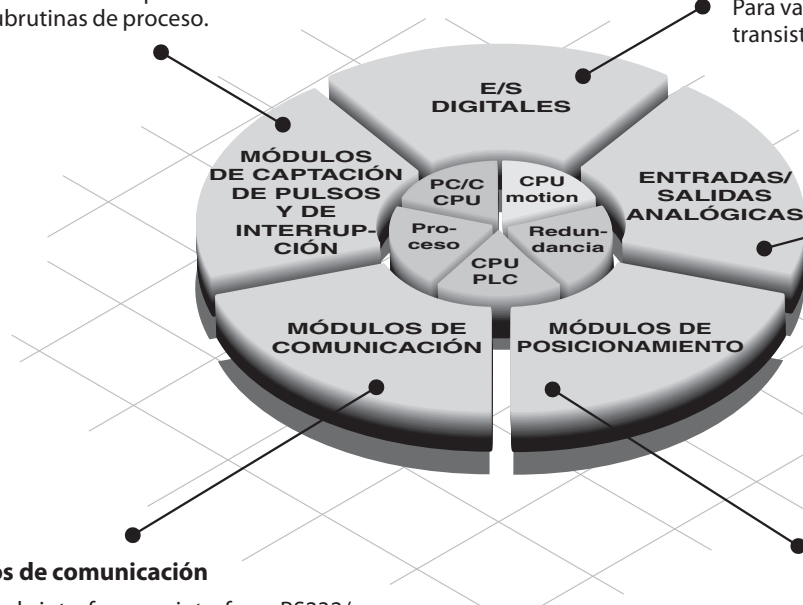 ubrutinas de proceso.
Para va
transist
E/S
DIGITALES
MÓDULOS
DE CAPTACIÓN
DE PULSOS
Y DE
INTERRUP-
CIÓN
ENTRADAS/
SALIDAS
ANALÓGICAS
PC/C
CPU
CPU
motion
Pro-
ceso
Redun-
dancia
CPU
PLC
MÓDULOS DE
COMUNICACIÓN
MÓDULOS DE
POSICIONAMIENTO
os de comunicación